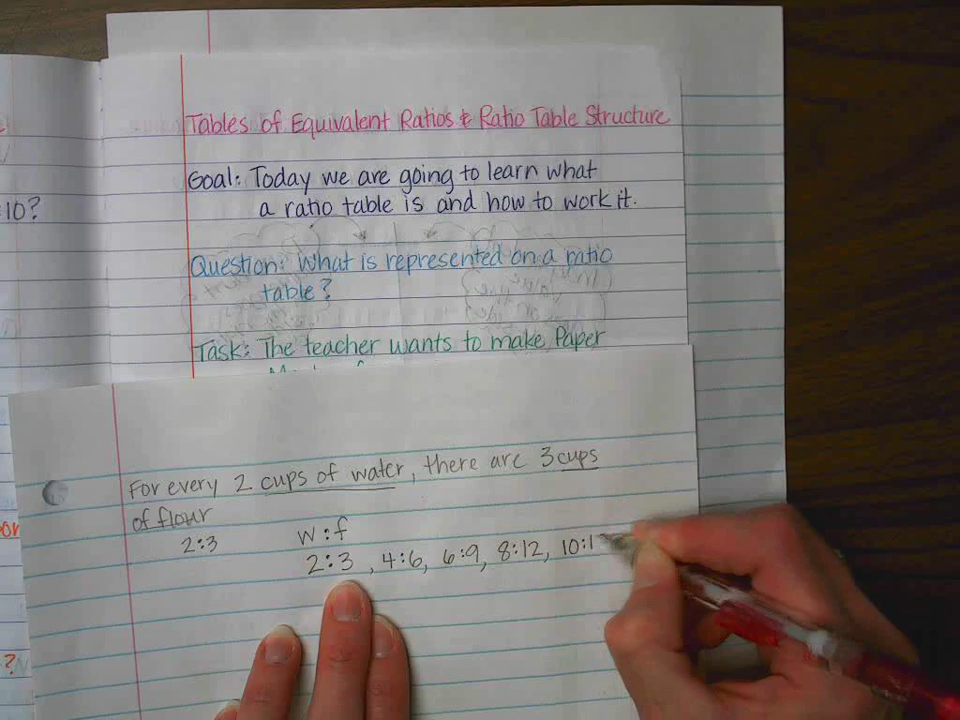 Tables of Equivalent Ratios & Ratio Table Structure
Goal: Today we are going to learn what
a ratio table is and how to work it.
10?
Question: What is represented on a ratio
table?
Task: The teacher wants to make Paper
For every 2 cups of water, there are 3 cups
of flour
2:3
W:f
2:3, 4:6, 6:9, 8:12, 10:1
?